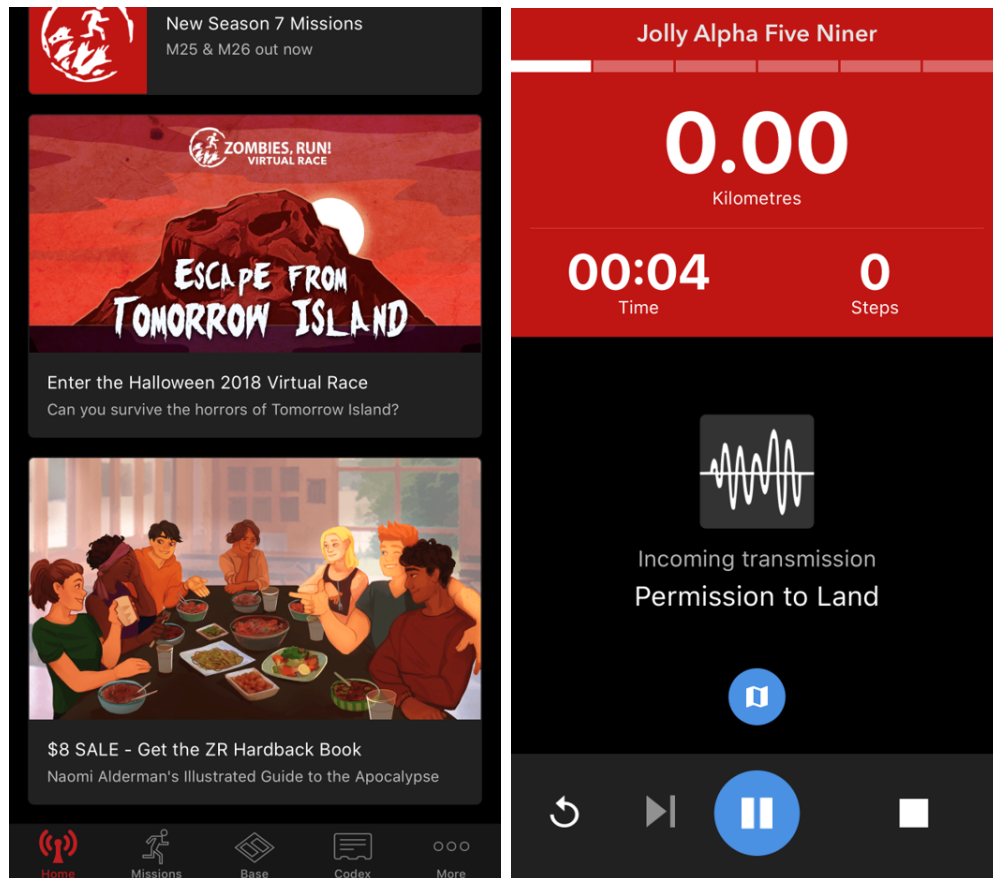 New Season 7 Missions
M25 & M26 out now
ZOMBIES, RUN!
VIRTUAL RACE
ESCAPE FROM
TOMORROW ISLAND
Enter the Halloween 2018 Virtual Race
Can you survive the horrors of Tomorrow Island?
$8 SALE - Get the ZR Hardback Book
Naomi Alderman's Illustrated Guide to the Apocalypse
Home
Missions
Base
Codex
More
Jolly Alpha Five Niner
0.00
Kilometres
00:04
Time
0
Steps
Incoming transmission
Permission to Land